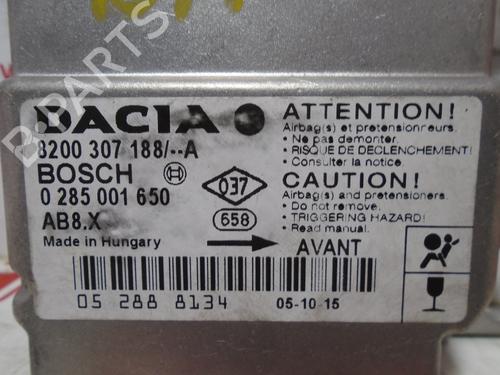 DACIA
8200 307 188/--A
BOSCH
0 285 001 650
AB8.X
Made in Hungary
037
658
ATTENTION!
Airbag(s) et pretensionneurs.
• Ne pas demonter.
• RISQUE DE DECLENCHEMENT!
• Consulter la notice.
CAUTION!
Airbag(s) and pretensioners.
• Do not remove.
• TRIGGERING HAZARD!
• Read manual.
AVANT
05 288 8134
05-10 15
B-PARTS